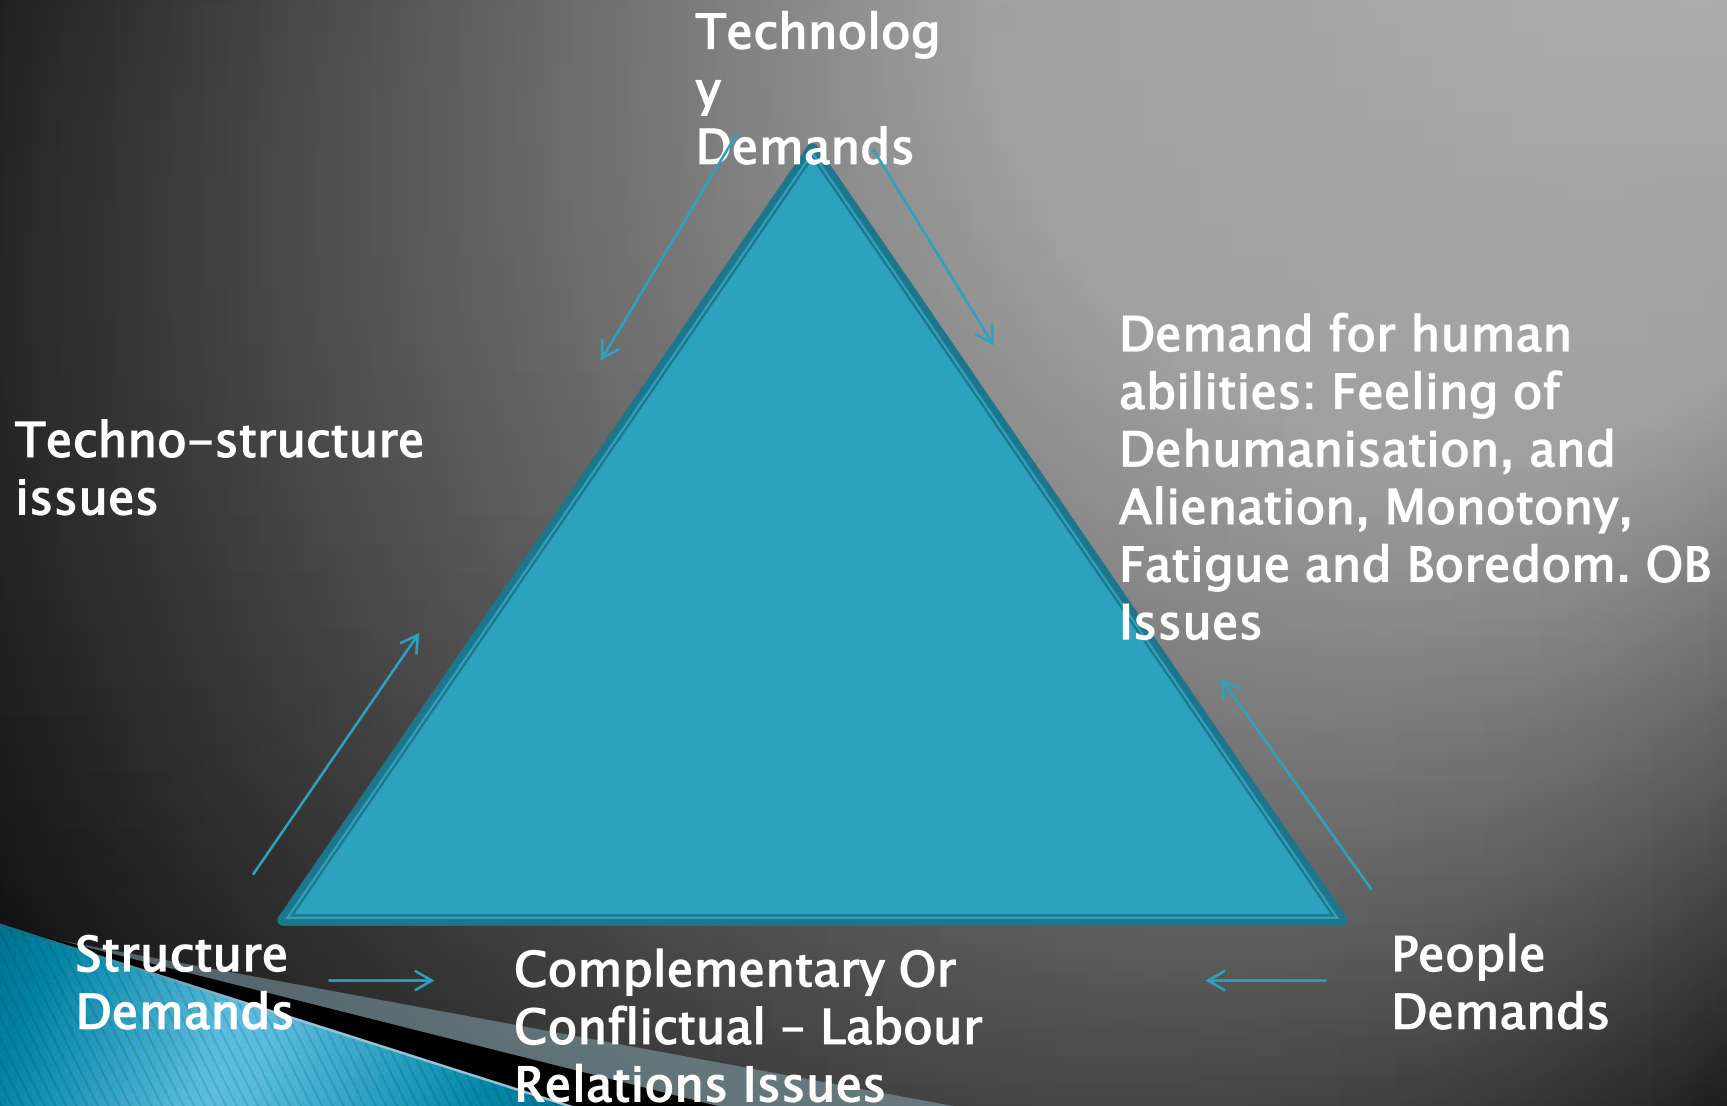 Technolog
y
Demands
Demand for human
abilities: Feeling of
Dehumanisation, and
Alienation, Monotony,
Fatigue and Boredom. OB
Issues
Techno-structure
issues
Structure
Demands
Complementary Or
Conflictual – Labour
Relations Issues
People
Demands